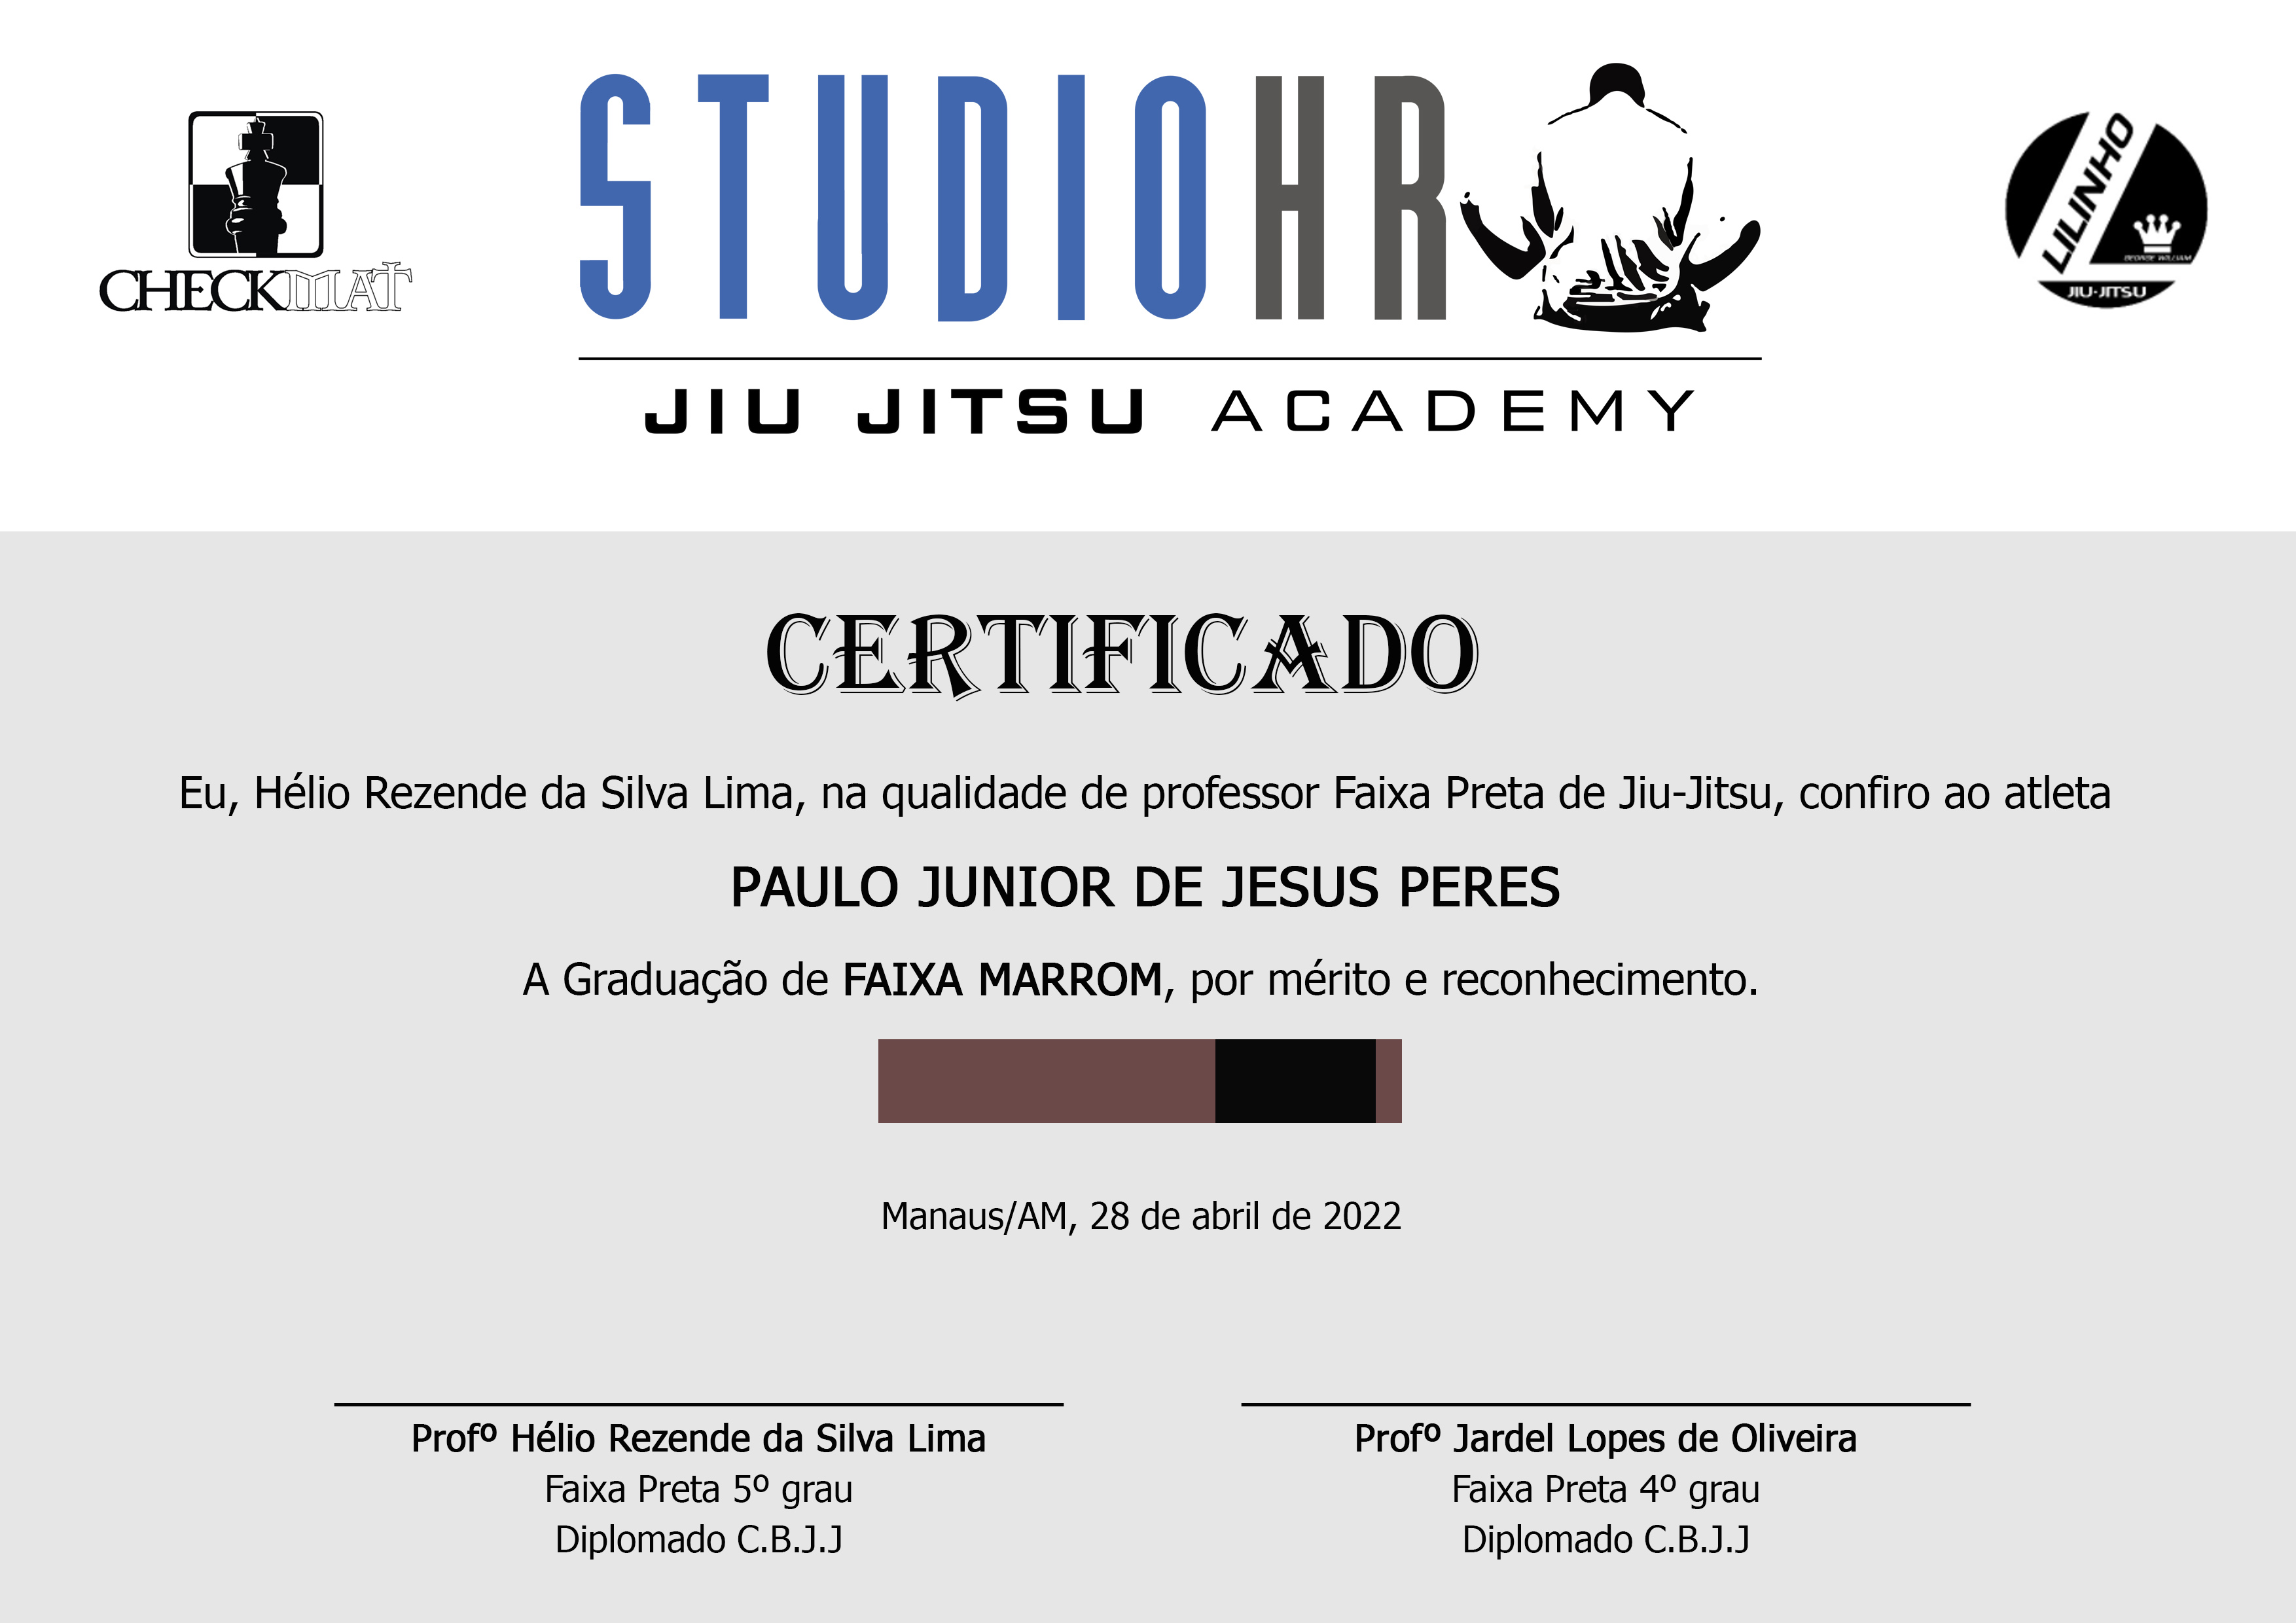 CHECKMAT
STUDIOHR
JIU JITSU ACADEMY
LILINHO
GEORGE WILLIAM
JIU-JITSU
CERTIFICADO
Eu, Hélio Rezende da Silva Lima, na qualidade de professor Faixa Preta de Jiu-Jitsu, confiro ao atleta
PAULO JUNIOR DE JESUS PERES
A Graduação de FAIXA MARROM, por mérito e reconhecimento.
Manaus/AM, 28 de abril de 2022
Profº Hélio Rezende da Silva Lima
Faixa Preta 5º grau
Diplomado C.B.J.J
Profº Jardel Lopes de Oliveira
Faixa Preta 4º grau
Diplomado C.B.J.J